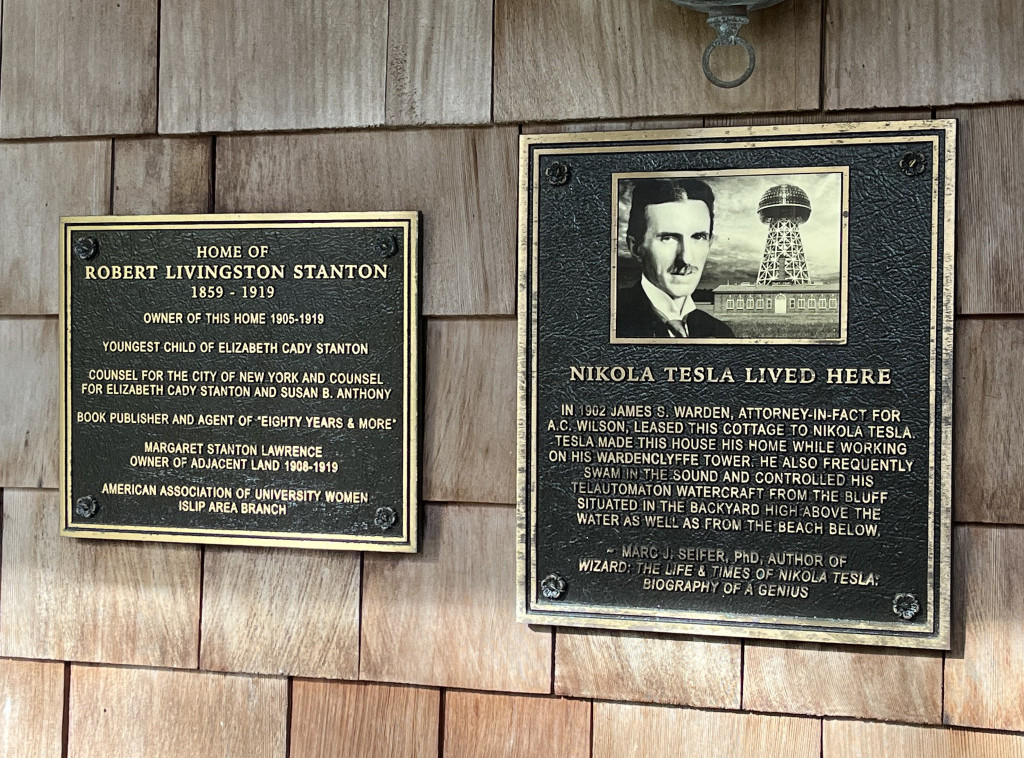 HOME OF
ROBERT LIVINGSTON STANTON
1859 - 1919
OWNER OF THIS HOME 1905-1919
YOUNGEST CHILD OF ELIZABETH CADY STANTON
COUNSEL FOR THE CITY OF NEW YORK AND COUNSEL
FOR ELIZABETH CADY STANTON AND SUSAN B. ANTHONY
BOOK PUBLISHER AND AGENT OF "EIGHTY YEARS & MORE"
MARGARET STANTON LAWRENCE
OWNER OF ADJACENT LAND 1908-1919
AMERICAN ASSOCIATION OF UNIVERSITY WOMEN
ISLIP AREA BRANCH
NIKOLA TESLA LIVED HERE
IN 1902 JAMES S. WARDEN, ATTORNEY-IN-FACT FOR
A.C. WILSON, LEASED THIS COTTAGE TO NIKOLA TESLA.
TESLA MADE THIS HOUSE HIS HOME WHILE WORKING
ON HIS WARDENCLYFFE TOWER. HE ALSO FREQUENTLY
SWAM IN THE SOUND AND CONTROLLED HIS
TELAUTOMATON WATERCRAFT FROM THE BLUFF
SITUATED IN THE BACKYARD HIGH ABOVE THE
WATER AS WELL AS FROM THE BEACH BELOW.
~ MARC J. SEIFER, PhD, AUTHOR OF
WIZARD: THE LIFE & TIMES OF NIKOLA TESLA:
BIOGRAPHY OF A GENIUS